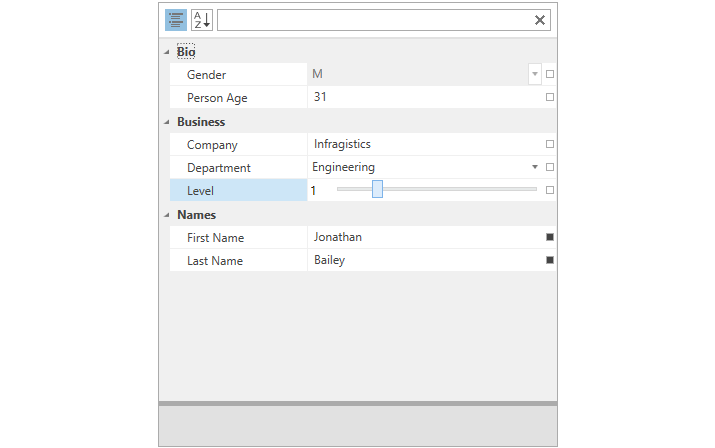 A
Z
Bio
Gender M
Person Age 31
Business
Company Infragistics
Department Engineering
Level 1
Names
First Name Jonathan
Last Name Bailey